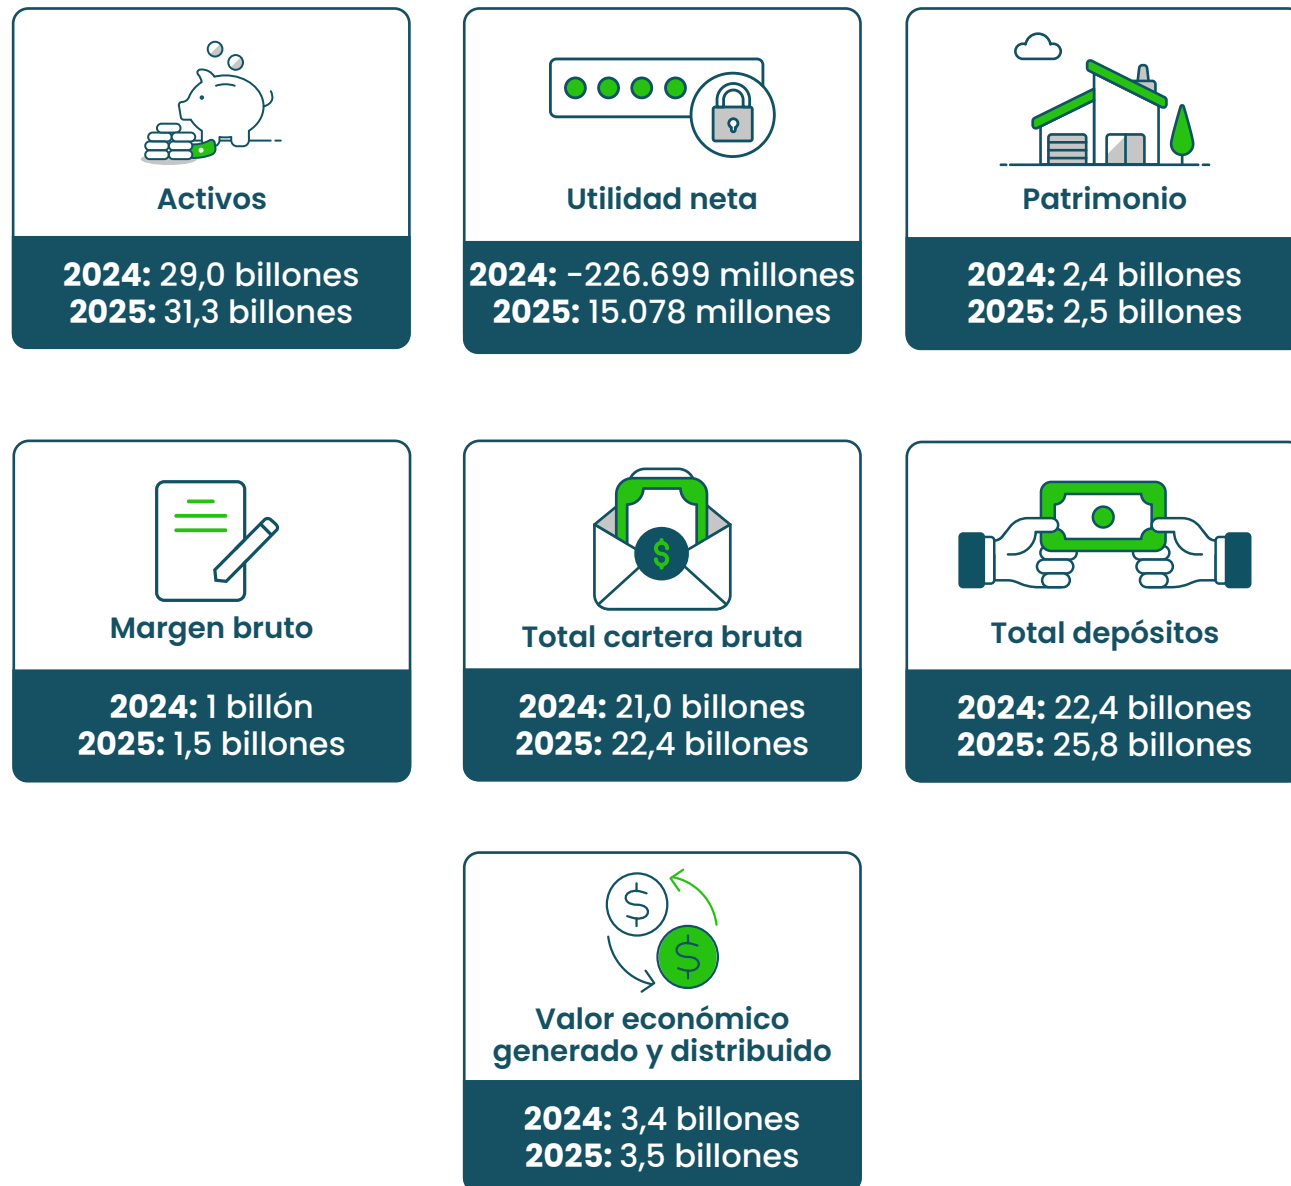 Activos
2024: 29,0 billones
2025: 31,3 billones
Utilidad neta
2024: -226.699 millones
2025: 15.078 millones
Patrimonio
2024: 2,4 billones
2025: 2,5 billones
Margen bruto
2024: 1 billón
2025: 1,5 billones
$
Total cartera bruta
2024: 21,0 billones
2025: 22,4 billones
Total depósitos
2024: 22,4 billones
2025: 25,8 billones
$
$
Valor económico
generado y distribuido
2024: 3,4 billones
2025: 3,5 billones